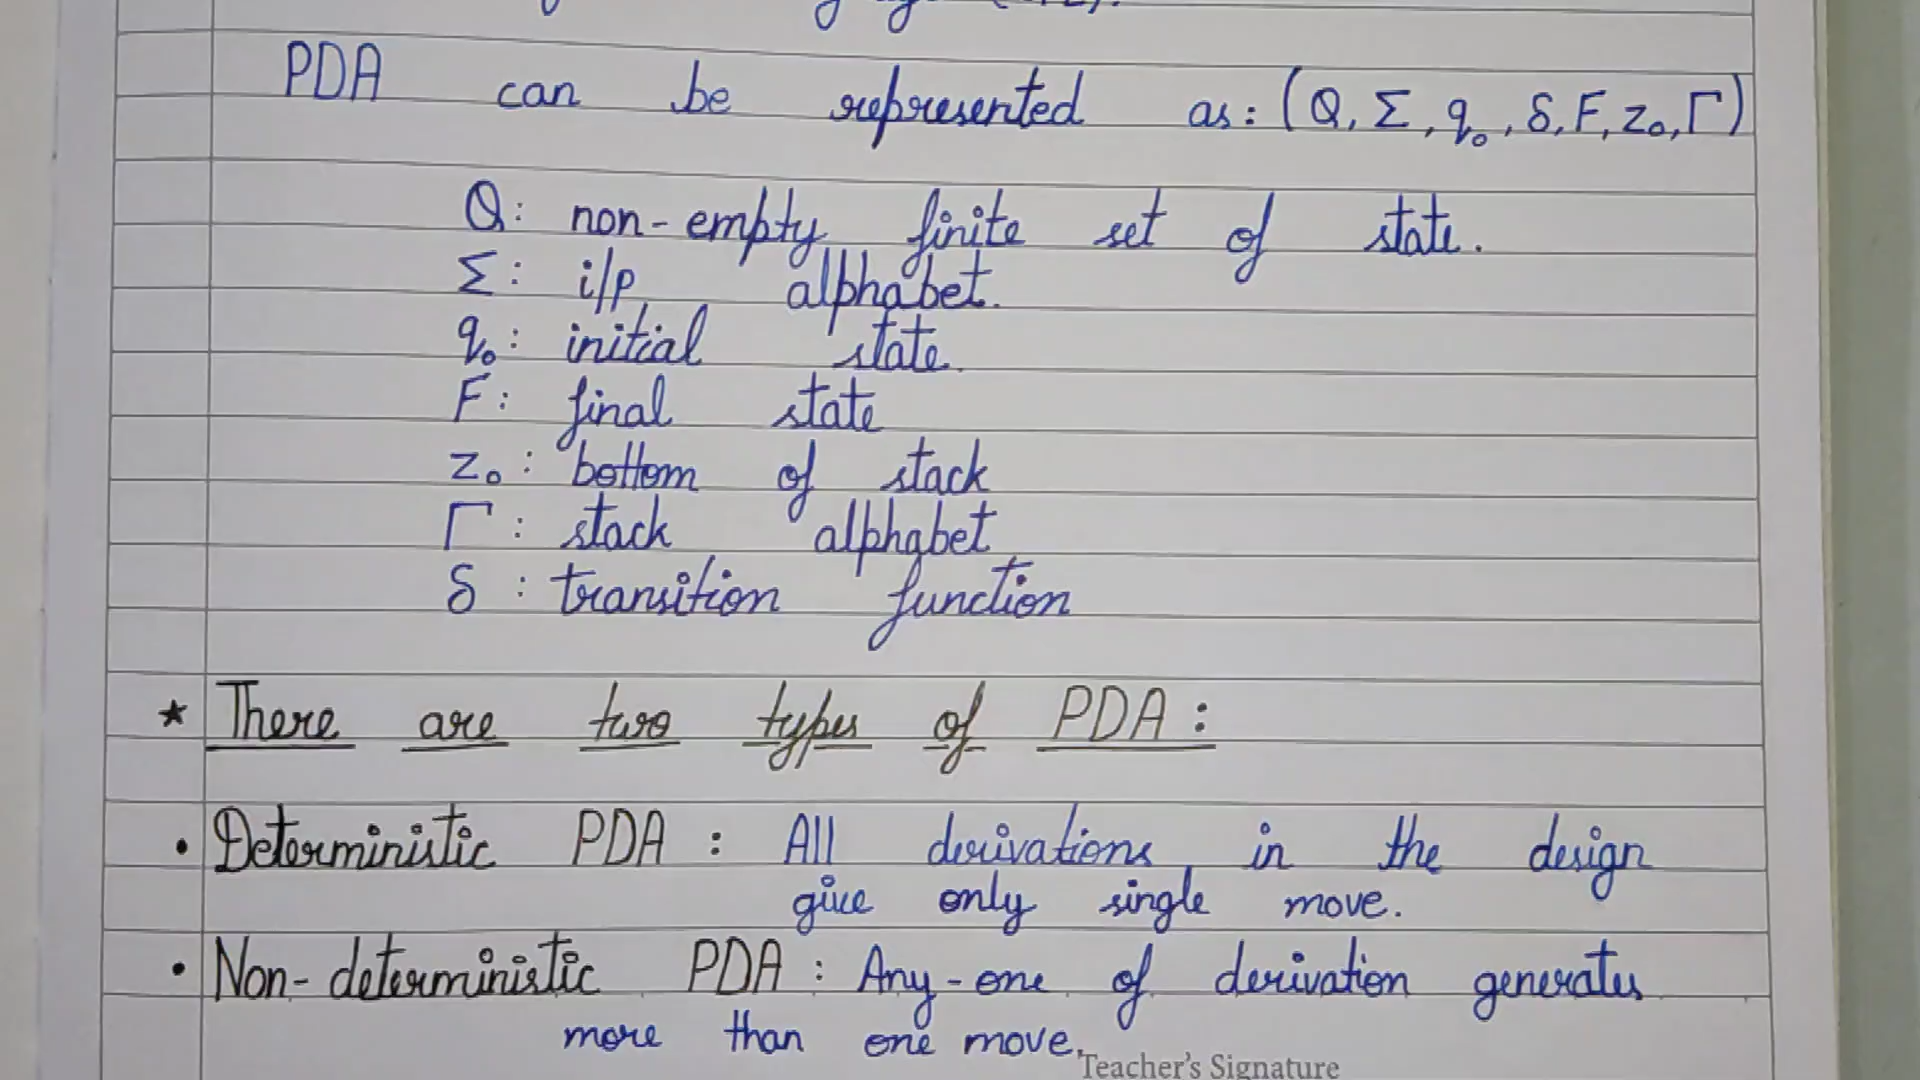 PDA can be represented as: (Q, Σ, q₀, δ, F, z₀, Γ)
Q: non-empty finite set of state.
Σ: i/p alphabet.
q₀: initial state.
F: final state
z₀: bottom of stack
Γ: stack alphabet
δ: transition function
★ There are two types of PDA:
• Deterministic PDA: All derivations in the design
give only single move.
• Non-deterministic PDA: Any-one of derivation generates
more than one move.
Teacher's Signature